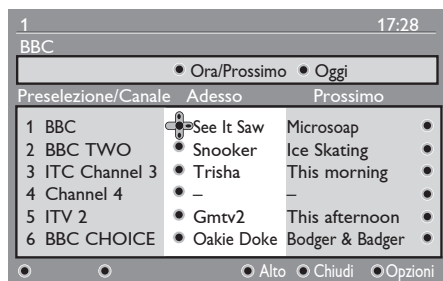 1 17:28
BBC
Ora/Prossimo Oggi
Preselezione/Canale Adesso Prossimo
1 BBC See It Saw Microsoap
2 BBC TWO Snooker Ice Skating
3 ITC Channel 3 Trisha This morning
4 Channel 4 – –
5 ITV 2 Gmtv2 This afternoon
6 BBC CHOICE Oakie Doke Bodger & Badger
Alto Chiudi Opzioni